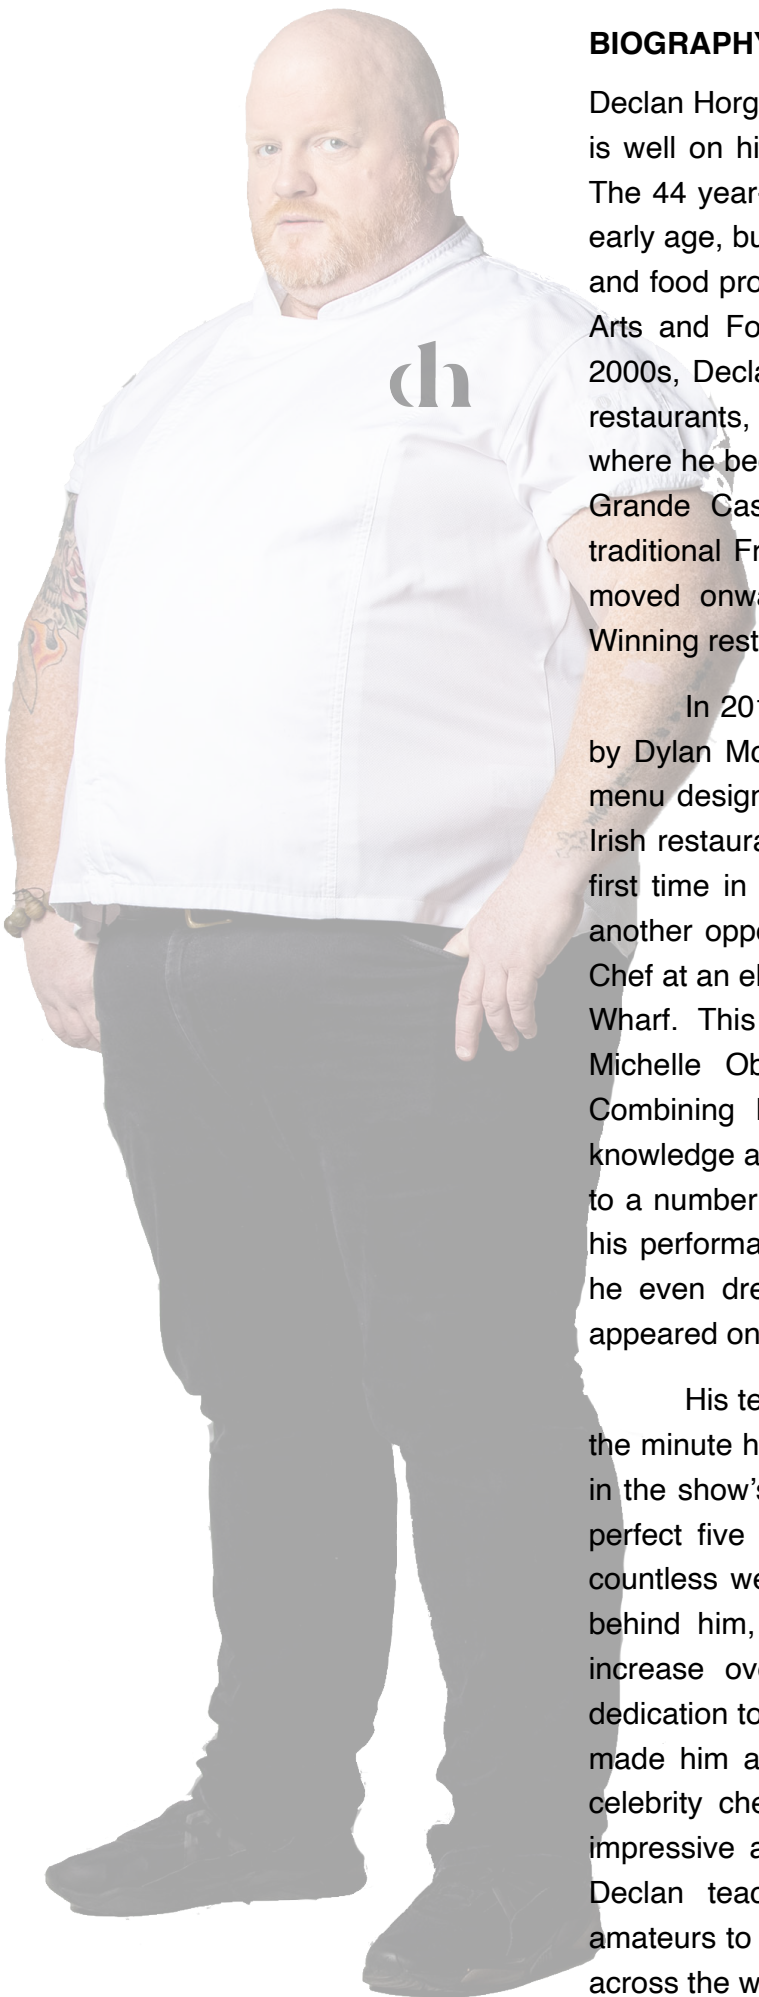 dh
BIOGRAPHY
Declan Horg
is well on hi
The 44 year-
early age, bu
and food pro
Arts and Fo
2000s, Decla
restaurants,
where he bec
Grande Cas
traditional Fr
moved onwa
Winning rest
In 201
by Dylan Mc
menu design
Irish restaura
first time in
another oppo
Chef at an el
Wharf. This
Michelle Ob
Combining h
knowledge a
to a number
his performa
he even dre
appeared on
His te
the minute h
in the show's
perfect five
countless we
behind him,
increase ove
dedication to
made him a
celebrity che
impressive a
Declan teac
amateurs to
across the w